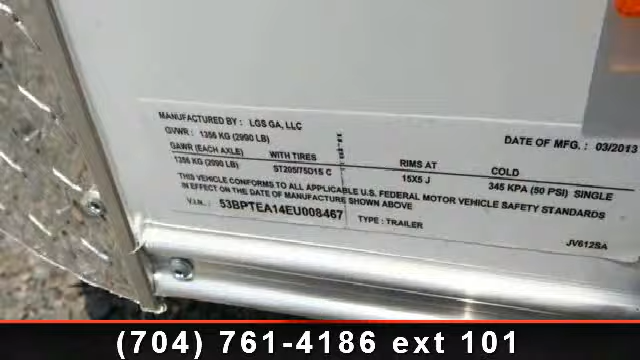 MANUFACTURED BY : LGS GA, LLC
GVWR : 1356 KG (2990 LB)
DATE OF MFG. : 03/2013
GAWR (EACH AXLE) WITH TIRES RIMS AT COLD
1356 KG (2990 LB) ST205/75D15 C 15X5 J 345 KPA (50 PSI) SINGLE
THIS VEHICLE CONFORMS TO ALL APPLICABLE U.S. FEDERAL MOTOR VEHICLE SAFETY STANDARDS
IN EFFECT ON THE DATE OF MANUFACTURE SHOWN ABOVE
V.I.N. : 53BPTEA14EU008467 TYPE : TRAILER
JV612SA
(704) 761-4186 ext 101